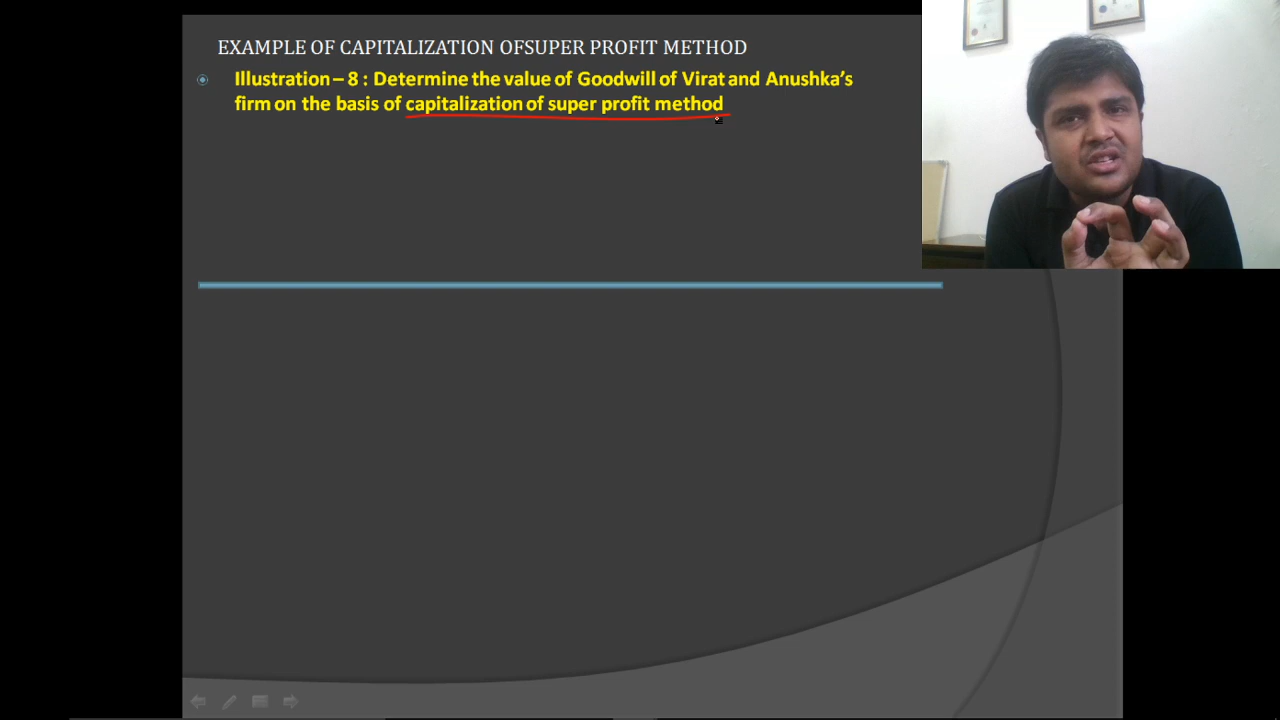 EXAMPLE OF CAPITALIZATION OFSUPER PROFIT METHOD
Illustration – 8 : Determine the value of Goodwill of Virat and Anushka's
firm on the basis of capitalization of super profit method